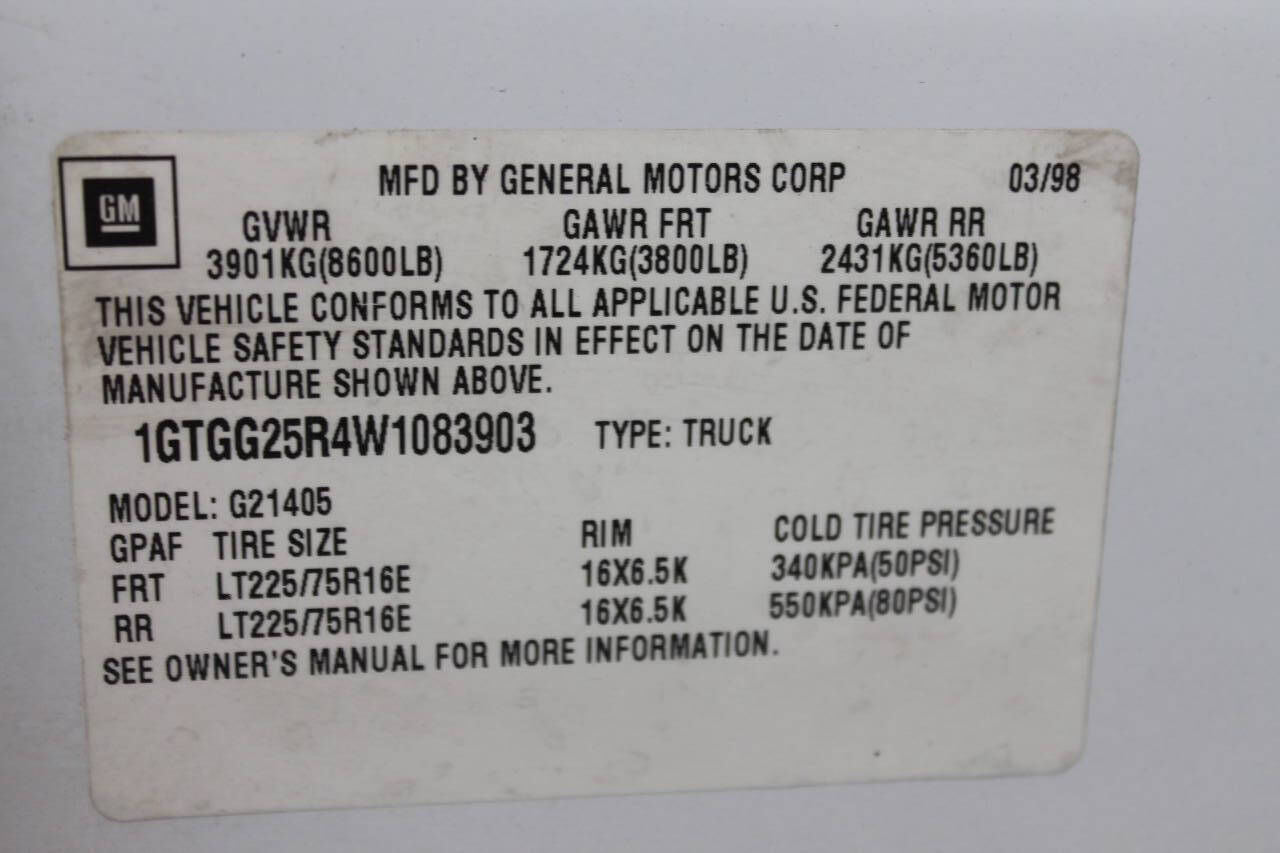 GM
MFD BY GENERAL MOTORS CORP 03/98
GVWR GAWR FRT GAWR RR
3901KG(8600LB) 1724KG(3800LB) 2431KG(5360LB)
THIS VEHICLE CONFORMS TO ALL APPLICABLE U.S. FEDERAL MOTOR
VEHICLE SAFETY STANDARDS IN EFFECT ON THE DATE OF
MANUFACTURE SHOWN ABOVE.
1GTGG25R4W1083903 TYPE: TRUCK
MODEL: G21405
GPAF TIRE SIZE RIM COLD TIRE PRESSURE
FRT LT225/75R16E 16X6.5K 340KPA(50PSI)
RR LT225/75R16E 16X6.5K 550KPA(80PSI)
SEE OWNER'S MANUAL FOR MORE INFORMATION.